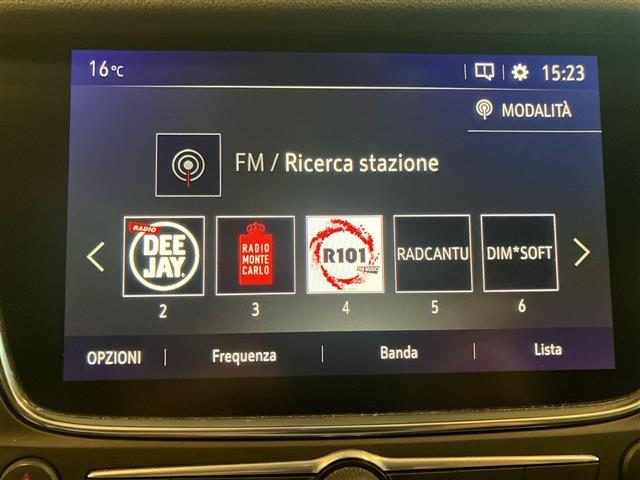 16°C
15:23
MODALITÀ
FM / Ricerca stazione
RADIO
DEE
JAY.
RADIO
MONTE
CARLO
R101
RADCANTU
DIM*SOFT
2 3 4 5 6
OPZIONI | Frequenza | Banda | Lista